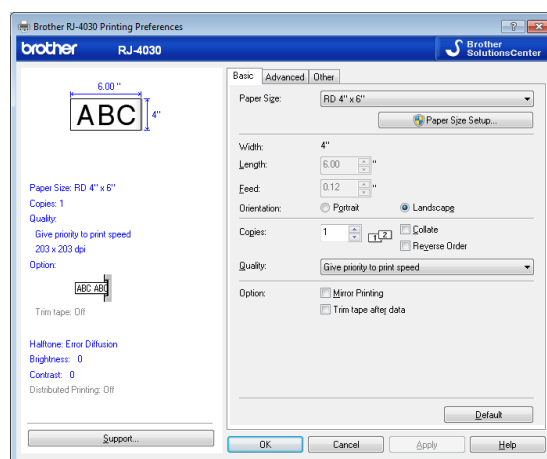 Brother RJ-4030 Printing Preferences
brother RJ-4030 Brother SolutionsCenter
6.00 "
ABC 4"
Paper Size: RD 4" x 6"
Copies: 1
Quality:
Give priority to print speed
203 x 203 dpi
Option:
ABC ABC
Trim tape: Off
Halftone: Error Diffusion
Brightness: 0
Contrast: 0
Distributed Printing: Off
Support...
Basic Advanced Other
Paper Size: RD 4" x 6"
Paper Size Setup...
Width: 4"
Length: 6.00 "
Feed: 0.12 "
Orientation: Portrait Landscape
Copies: 1 1 2 Collate
Reverse Order
Quality: Give priority to print speed
Option: Mirror Printing
Trim tape after data
Default
OK Cancel Apply Help